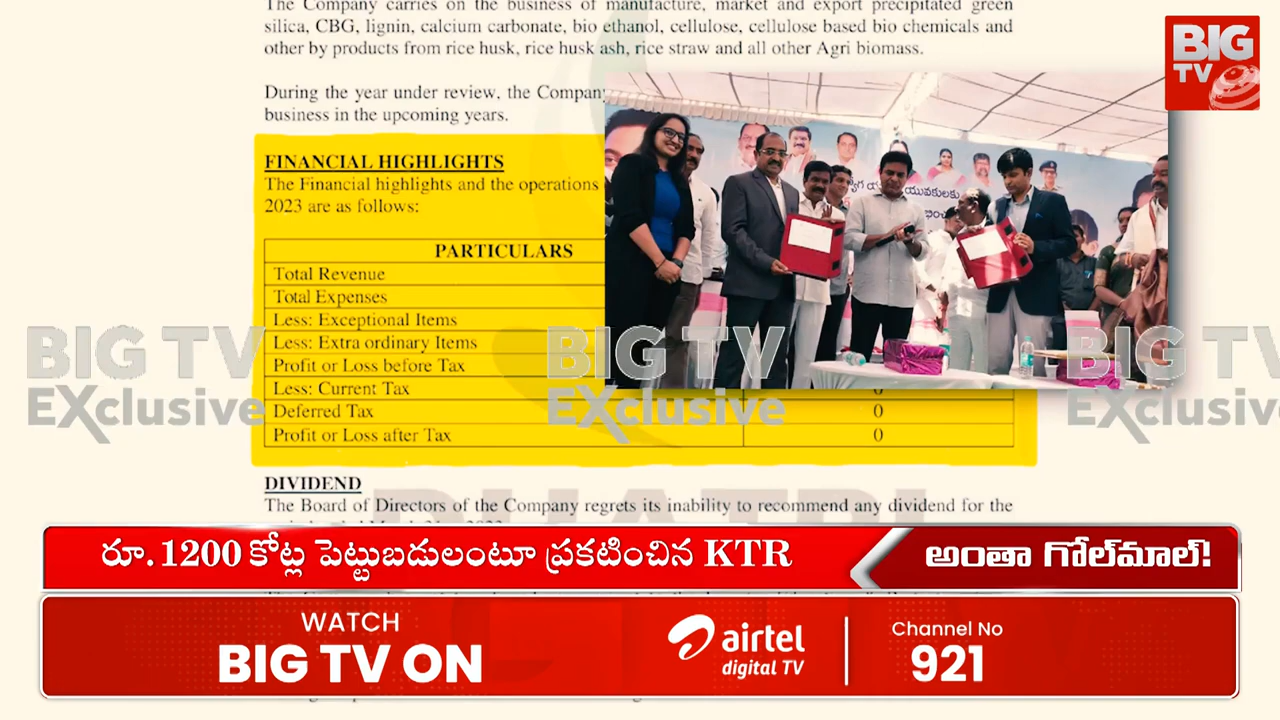 The Company carries on the business of manufacture, market and export precipitated green
silica, CBG, lignin, calcium carbonate, bio ethanol, cellulose, cellulose based bio chemicals and
other by products from rice husk, rice husk ash, rice straw and all other Agri biomass.
BIG
TV
During the year under review, the Company
business in the upcoming years.
FINANCIAL HIGHLIGHTS
The Financial highlights and the operations
2023 are as follows:
PARTICULARS
Total Revenue
Total Expenses
Less: Exceptional Items
Less: Extra ordinary Items
Profit or Loss before Tax
Less: Current Tax 0
Deferred Tax 0
Profit or Loss after Tax 0
యువకులకు
BIG TV
EXclusive
BIG TV
EXclusive
BIG TV
EXclusiv
DIVIDEND
The Board of Directors of the Company regrets its inability to recommend any dividend for the
రూ.1200 కోట్ల పెట్టుబడులంటూ ప్రకటించిన KTR
అంతా గోల్‌మాల్!
WATCH
BIG TV ON
airtel
digital TV
Channel No
921